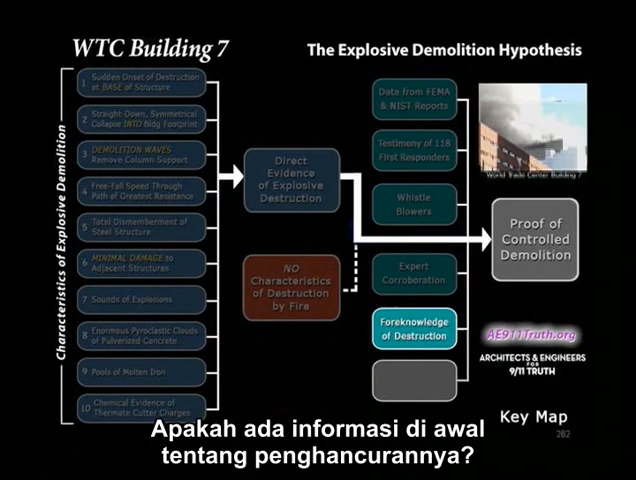 WTC Building 7
The Explosive Demolition Hypothesis
Characteristics of Explosive Demolition
1 Sudden Onset of Destruction
at BASE of Structure
2 Straight-Down, Symmetrical
Collapse INTO Bldg Footprint
3 DEMOLITION WAVES
Remove Column Support
4 Free-Fall Speed Through
Path of Greatest Resistance
5 Total Dismemberment of
Steel Structure
6 MINIMAL DAMAGE to
Adjacent Structures
7 Sounds of Explosions
8 Enormous Pyroclastic Clouds
of Pulverized Concrete
9 Pools of Molten Iron
10 Chemical Evidence of
Thermate Cutter Charges
Direct
Evidence
of Explosive
Destruction
NO
Characteristics
of Destruction
by Fire
Data from FEMA
& NIST Reports
Testimony of 118
First Responders
Whistle
Blowers
Expert
Corroboration
Foreknowledge
of Destruction
World Trade Center Building 7
Proof of
Controlled
Demolition
AE911Truth.org
ARCHITECTS & ENGINEERS
FOR
9/11 TRUTH
Key Map
262
Apakah ada informasi di awal
tentang penghancurannya?